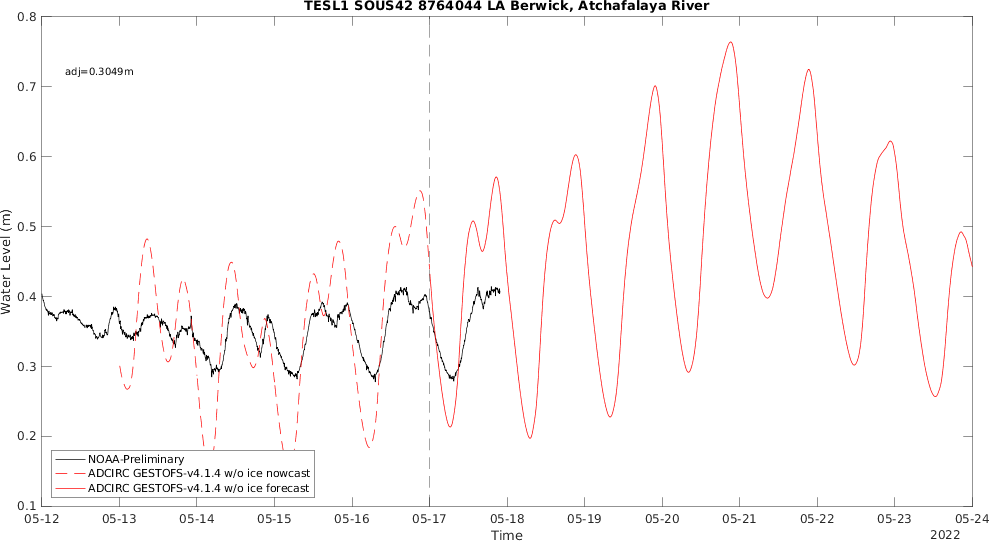 TESL1 SOUS42 8764044 LA Berwick, Atchafalaya River
adj=0.3049m
0.8
0.7
0.6
0.5
0.4
0.3
0.2
0.1
Water Level (m)
NOAA-Preliminary
ADCIRC GESTOFS-v4.1.4 w/o ice nowcast
ADCIRC GESTOFS-v4.1.4 w/o ice forecast
05-12 05-13 05-14 05-15 05-16 05-17 05-18 05-19 05-20 05-21 05-22 05-23 05-24
Time
2022